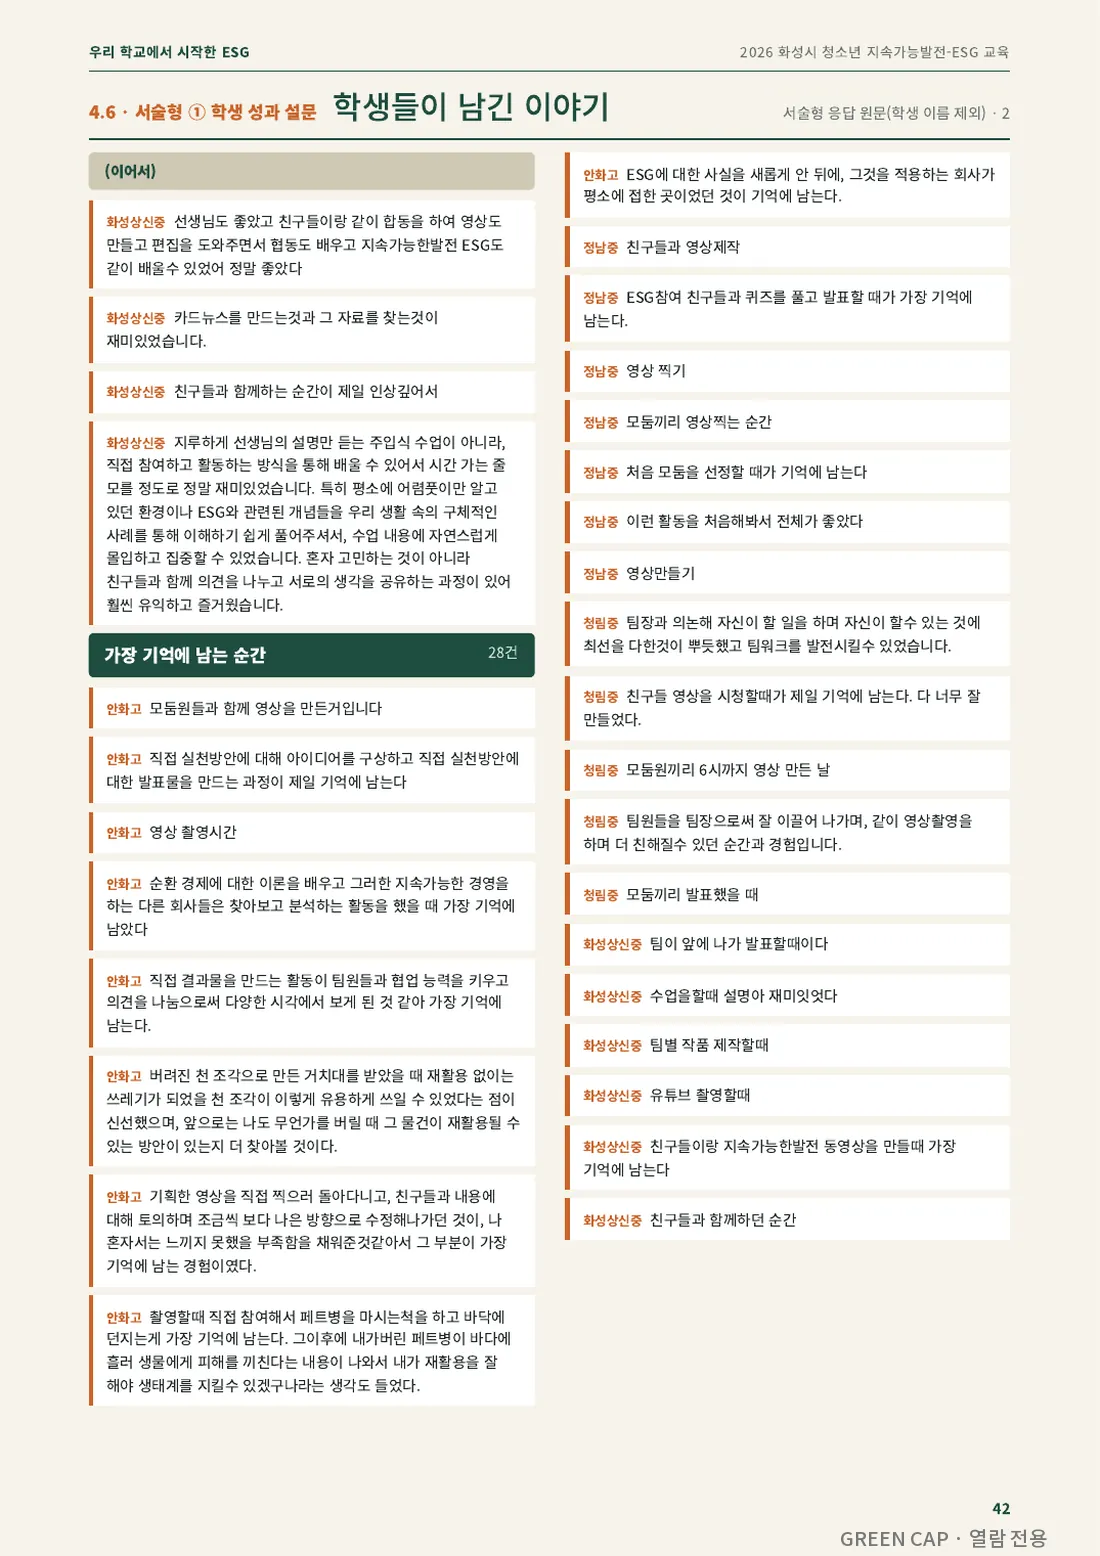 우리 학교에서 시작한 ESG
2026 화성시 청소년 지속가능발전-ESG 교육
4.6 · 서술형 ① 학생 성과 설문 학생들이 남긴 이야기
서술형 응답 원문(학생 이름 제외) · 2
(이어서)
화성상신중 선생님도 좋았고 친구들이랑 같이 합동을 하여 영상도
만들고 편집을 도와주면서 협동도 배우고 지속가능한발전 ESG도
같이 배울수 있었어 정말 좋았다
화성상신중 카드뉴스를 만드는것과 그 자료를 찾는것이
재미있었습니다.
화성상신중 친구들과 함께하는 순간이 제일 인상깊어서
화성상신중 지루하게 선생님의 설명만 듣는 주입식 수업이 아니라,
직접 참여하고 활동하는 방식을 통해 배울 수 있어서 시간 가는 줄
모를 정도로 정말 재미있었습니다. 특히 평소에 어렴풋이만 알고
있던 환경이나 ESG와 관련된 개념들을 우리 생활 속의 구체적인
사례를 통해 이해하기 쉽게 풀어주셔서, 수업 내용에 자연스럽게
몰입하고 집중할 수 있었습니다. 혼자 고민하는 것이 아니라
친구들과 함께 의견을 나누고 서로의 생각을 공유하는 과정이 있어
훨씬 유익하고 즐거웠습니다.
가장 기억에 남는 순간 28건
안화고 모둠원들과 함께 영상을 만든거입니다
안화고 직접 실천방안에 대해 아이디어를 구상하고 직접 실천방안에
대한 발표물을 만드는 과정이 제일 기억에 남는다
안화고 영상 촬영시간
안화고 순환 경제에 대한 이론을 배우고 그러한 지속가능한 경영을
하는 다른 회사들은 찾아보고 분석하는 활동을 했을 때 가장 기억에
남았다
안화고 직접 결과물을 만드는 활동이 팀원들과 협업 능력을 키우고
의견을 나눔으로써 다양한 시각에서 보게 된 것 같아 가장 기억에
남는다.
안화고 버려진 천 조각으로 만든 거치대를 받았을 때 재활용 없이는
쓰레기가 되었을 천 조각이 이렇게 유용하게 쓰일 수 있었다는 점이
신선했으며, 앞으로는 나도 무언가를 버릴 때 그 물건이 재활용될 수
있는 방안이 있는지 더 찾아볼 것이다.
안화고 기획한 영상을 직접 찍으러 돌아다니고, 친구들과 내용에
대해 토의하며 조금씩 보다 나은 방향으로 수정해나가던 것이, 나
혼자서는 느끼지 못했을 부족함을 채워준것같아서 그 부분이 가장
기억에 남는 경험이였다.
안화고 촬영할때 직접 참여해서 페트병을 마시는척을 하고 바닥에
던지는게 가장 기억에 남는다. 그이후에 내가버린 페트병이 바다에
흘러 생물에게 피해를 끼친다는 내용이 나와서 내가 재활용을 잘
해야 생태계를 지킬수 있겠구나라는 생각도 들었다.
안화고 ESG에 대한 사실을 새롭게 안 뒤에, 그것을 적용하는 회사가
평소에 접한 곳이었던 것이 기억에 남는다.
정남중 친구들과 영상제작
정남중 ESG참여 친구들과 퀴즈를 풀고 발표할 때가 가장 기억에
남는다.
정남중 영상 찍기
정남중 모둠끼리 영상찍는 순간
정남중 처음 모둠을 선정할 때가 기억에 남는다
정남중 이런 활동을 처음해봐서 전체가 좋았다
정남중 영상만들기
청림중 팀장과 의논해 자신이 할 일을 하며 자신이 할수 있는 것에
최선을 다한것이 뿌듯했고 팀워크를 발전시킬수 있었습니다.
청림중 친구들 영상을 시청할때가 제일 기억에 남는다. 다 너무 잘
만들었다.
청림중 모둠원끼리 6시까지 영상 만든 날
청림중 팀원들을 팀장으로써 잘 이끌어 나가며, 같이 영상촬영을
하며 더 친해질수 있던 순간과 경험입니다.
청림중 모둠끼리 발표했을 때
화성상신중 팀이 앞에 나가 발표할때이다
화성상신중 수업을할때 설명아 재미잇엇다
화성상신중 팀별 작품 제작할때
화성상신중 유튜브 촬영할때
화성상신중 친구들이랑 지속가능한발전 동영상을 만들때 가장
기억에 남는다
화성상신중 친구들과 함께하던 순간
42
GREEN CAP · 열람 전용